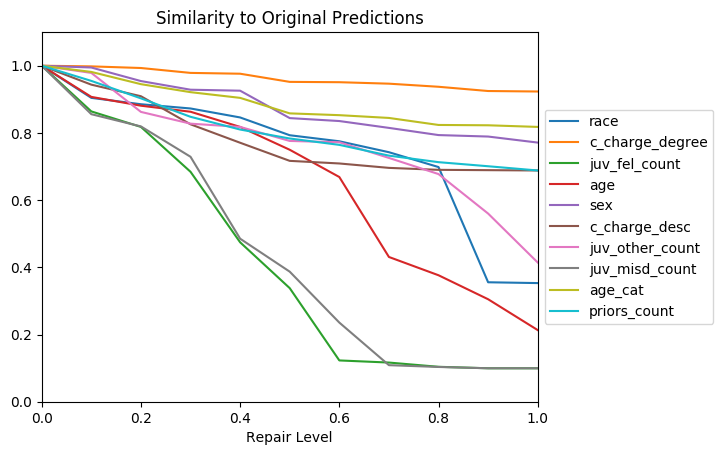 Similarity to Original Predictions
1.0
0.8
0.6
0.4
0.2
0.0
0.0 0.2 0.4 0.6 0.8 1.0
Repair Level
race
c_charge_degree
juv_fel_count
age
sex
c_charge_desc
juv_other_count
juv_misd_count
age_cat
priors_count